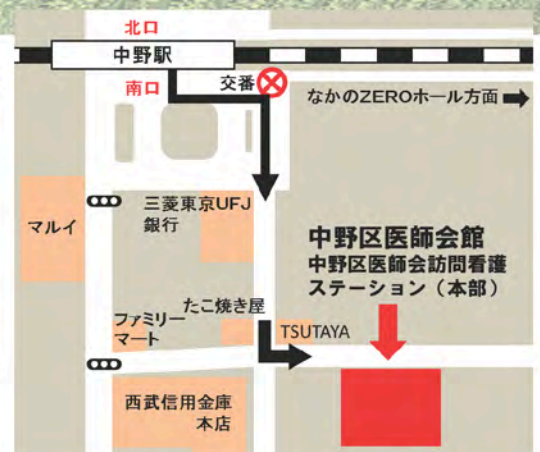 北口
中野駅
南口
交番
なかのZEROホール方面
マルイ
三菱東京UFJ
銀行
中野区医師会館
中野区医師会訪問看護
ステーション（本部）
たこ焼き屋
ファミリー
マート
TSUTAYA
西武信用金庫
本店